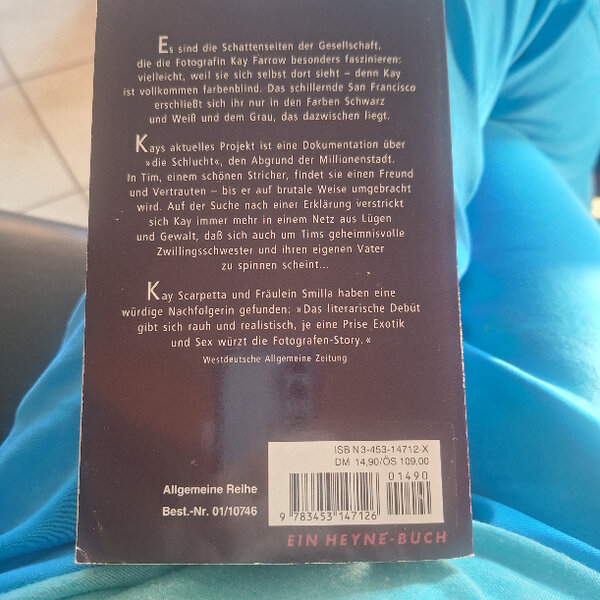 Es sind die Schattenseiten der Gesellschaft,
die die Fotografin Kay Farrow besonders faszinieren:
vielleicht, weil sie sich selbst dort sieht – denn Kay
ist vollkommen farbenblind. Das schillernde San Francisco
erschließt sich ihr nur in den Farben Schwarz
und Weiß und dem Grau, das dazwischen liegt.
Kays aktuelles Projekt ist eine Dokumentation über
»die Schlucht«, den Abgrund der Millionenstadt.
In Tim, einem schönen Stricher, findet sie einen Freund
und Vertrauten – bis er auf brutale Weise umgebracht
wird. Auf der Suche nach einer Erklärung verstrickt
sich Kay immer mehr in einem Netz aus Lügen
und Gewalt, daß sich auch um Tims geheimnisvolle
Zwillingsschwester und ihren eigenen Vater
zu spinnen scheint...
Kay Scarpetta und Fräulein Smilla haben eine
würdige Nachfolgerin gefunden: »Das literarische Debüt
gibt sich rauh und realistisch, je eine Prise Exotik
und Sex würzt die Fotografen-Story.«
Westdeutsche Allgemeine Zeitung
ISBN 3-453-14712-X
DM 14,90/ÖS 109,00
01490
Allgemeine Reihe
Best.-Nr. 01/10746
9 783453 147126
EIN HEYNE-BUCH